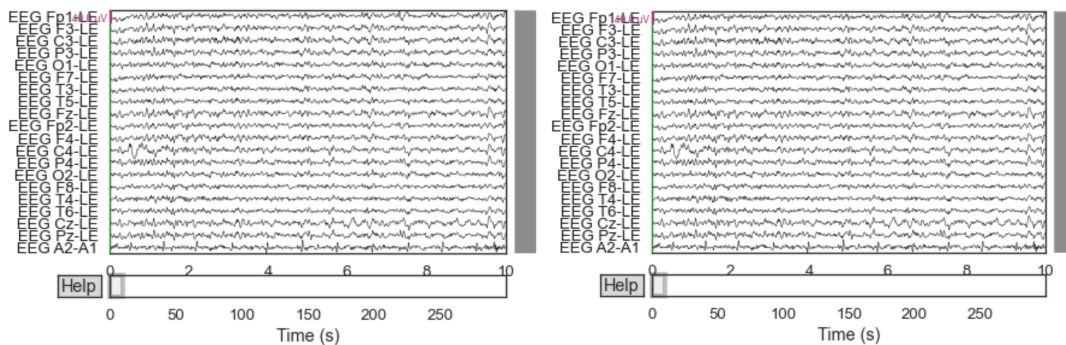 EEG Fp1-LE
EEG F3-LE
EEG C3-LE
EEG P3-LE
EEG O1-LE
EEG F7-LE
EEG T3-LE
EEG T5-LE
EEG Fz-LE
EEG Fp2-LE
EEG F4-LE
EEG C4-LE
EEG P4-LE
EEG O2-LE
EEG F8-LE
EEG T4-LE
EEG T6-LE
EEG Cz-LE
EEG Pz-LE
EEG A2-A1
0 2 4 6 8 10
Help
0 50 100 150 200 250
Time (s)
EEG Fp1-LE
EEG F3-LE
EEG C3-LE
EEG P3-LE
EEG O1-LE
EEG F7-LE
EEG T3-LE
EEG T5-LE
EEG Fz-LE
EEG Fp2-LE
EEG F4-LE
EEG C4-LE
EEG P4-LE
EEG O2-LE
EEG F8-LE
EEG T4-LE
EEG T6-LE
EEG Cz-LE
EEG Pz-LE
EEG A2-A1
0 2 4 6 8 10
Help
0 50 100 150 200 250
Time (s)